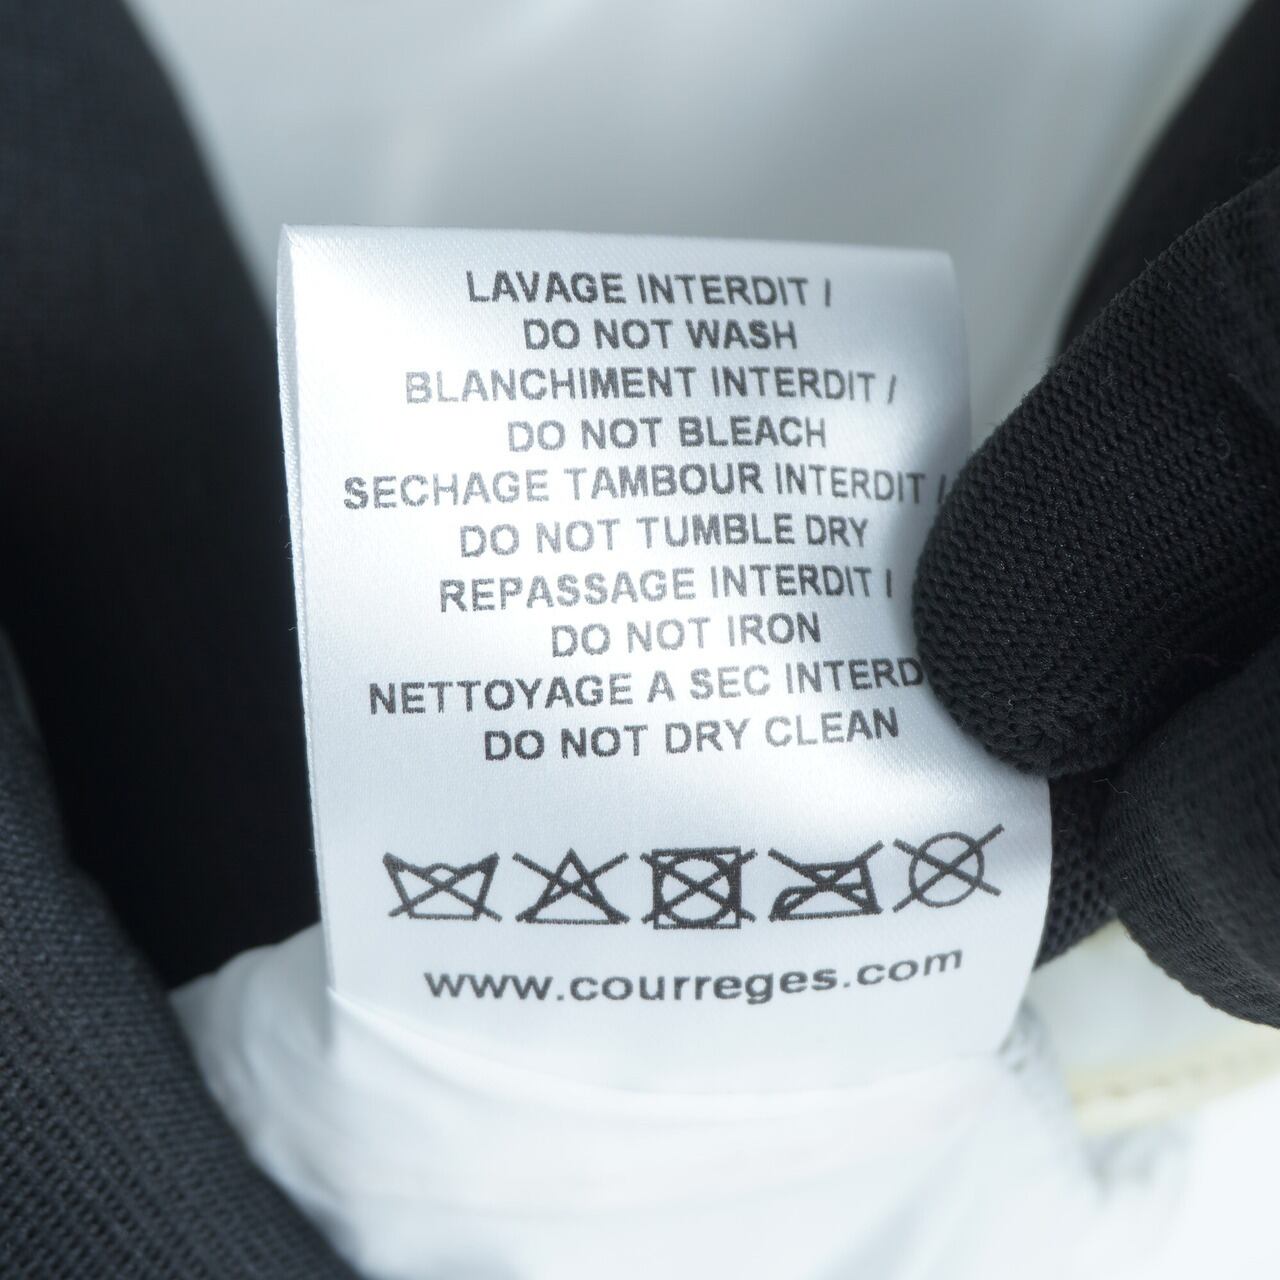 LAVAGE INTERDIT /
DO NOT WASH
BLANCHIMENT INTERDIT /
DO NOT BLEACH
SECHAGE TAMBOUR INTERDIT /
DO NOT TUMBLE DRY
REPASSAGE INTERDIT /
DO NOT IRON
NETTOYAGE A SEC INTERD
DO NOT DRY CLEAN
www.courreges.com